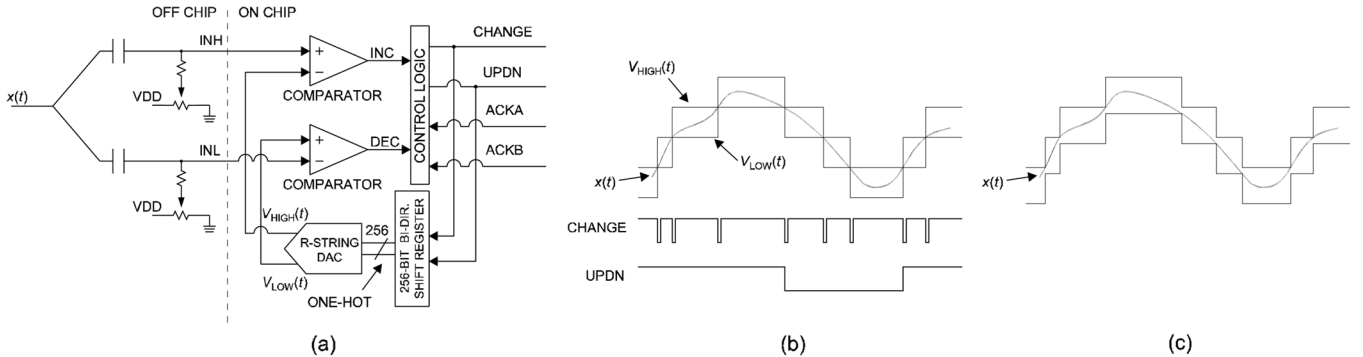 OFF CHIP
ON CHIP
INH
x(t)
VDD
INL
VDD
+
−
COMPARATOR
INC
+
−
COMPARATOR
DEC
CONTROL LOGIC
CHANGE
UPDN
ACKA
ACKB
VHIGH(t)
VLOW(t)
R-STRING
DAC
256
ONE-HOT
256-BIT BI-DIR.
SHIFT REGISTER
(a)
VHIGH(t)
VLOW(t)
x(t)
CHANGE
UPDN
(b)
x(t)
(c)